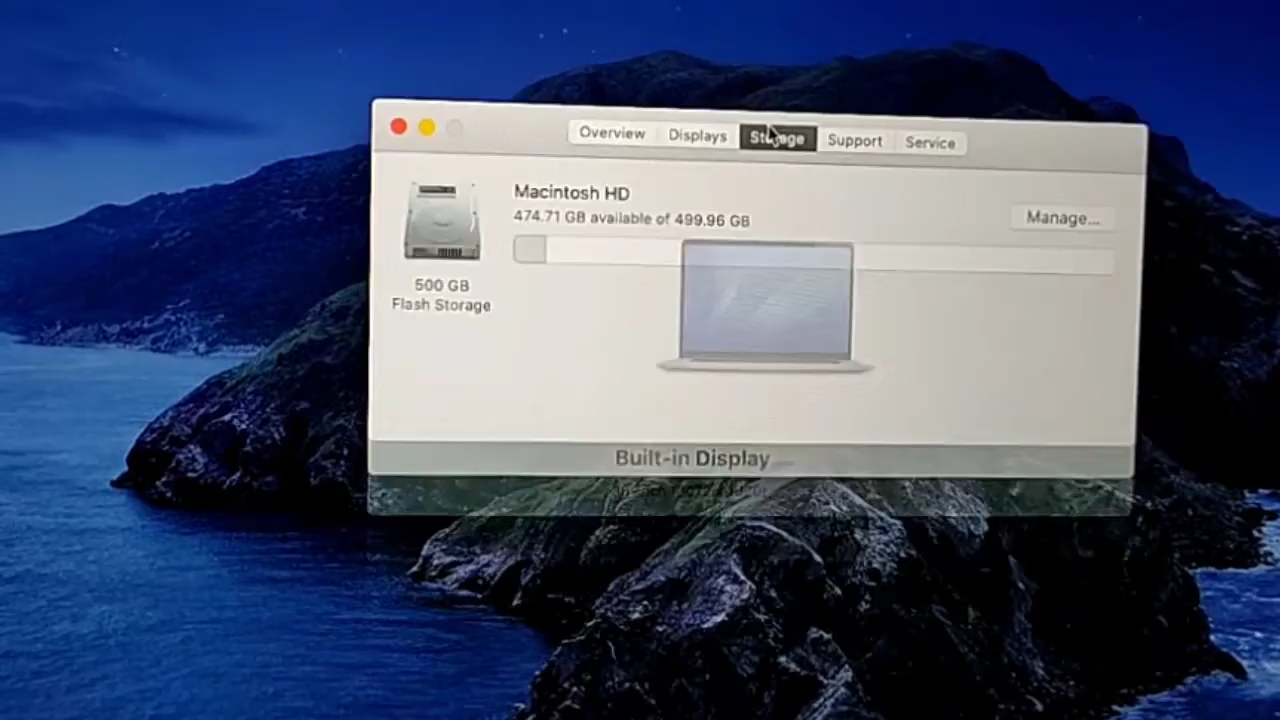 Overview
Displays
Storage
Support
Service
Macintosh HD
474.71 GB available of 499.96 GB
Manage...
500 GB
Flash Storage
Built-in Display